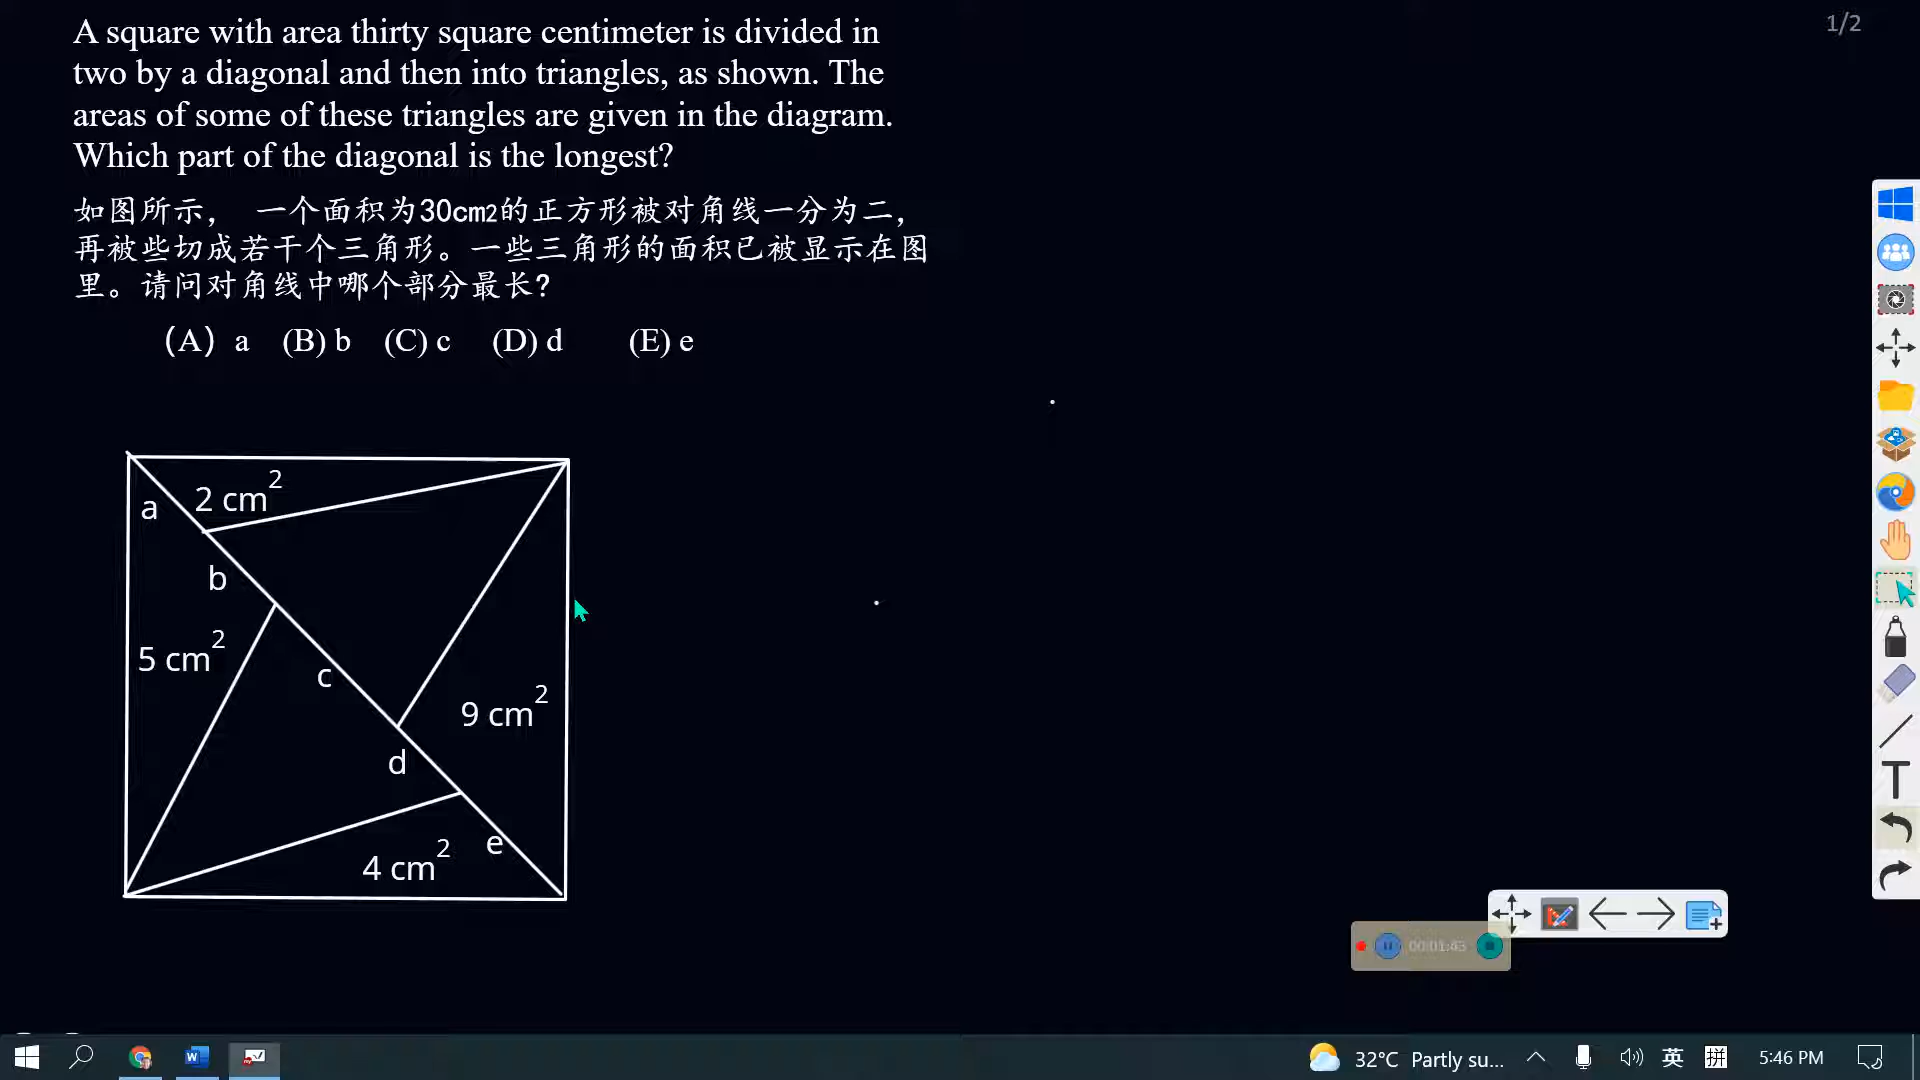 1/2
A square with area thirty square centimeter is divided in
two by a diagonal and then into triangles, as shown. The
areas of some of these triangles are given in the diagram.
Which part of the diagonal is the longest?
如图所示， 一个面积为30cm2的正方形被对角线一分为二，
再被些切成若干个三角形。一些三角形的面积已被显示在图
里。请问对角线中哪个部分最长?
（A）a (B) b (C) c (D) d (E) e
2 cm²
a
b
5 cm²
c
9 cm²
d
e
4 cm²
00:01:43
32°C Partly su...
英
拼
5:46 PM